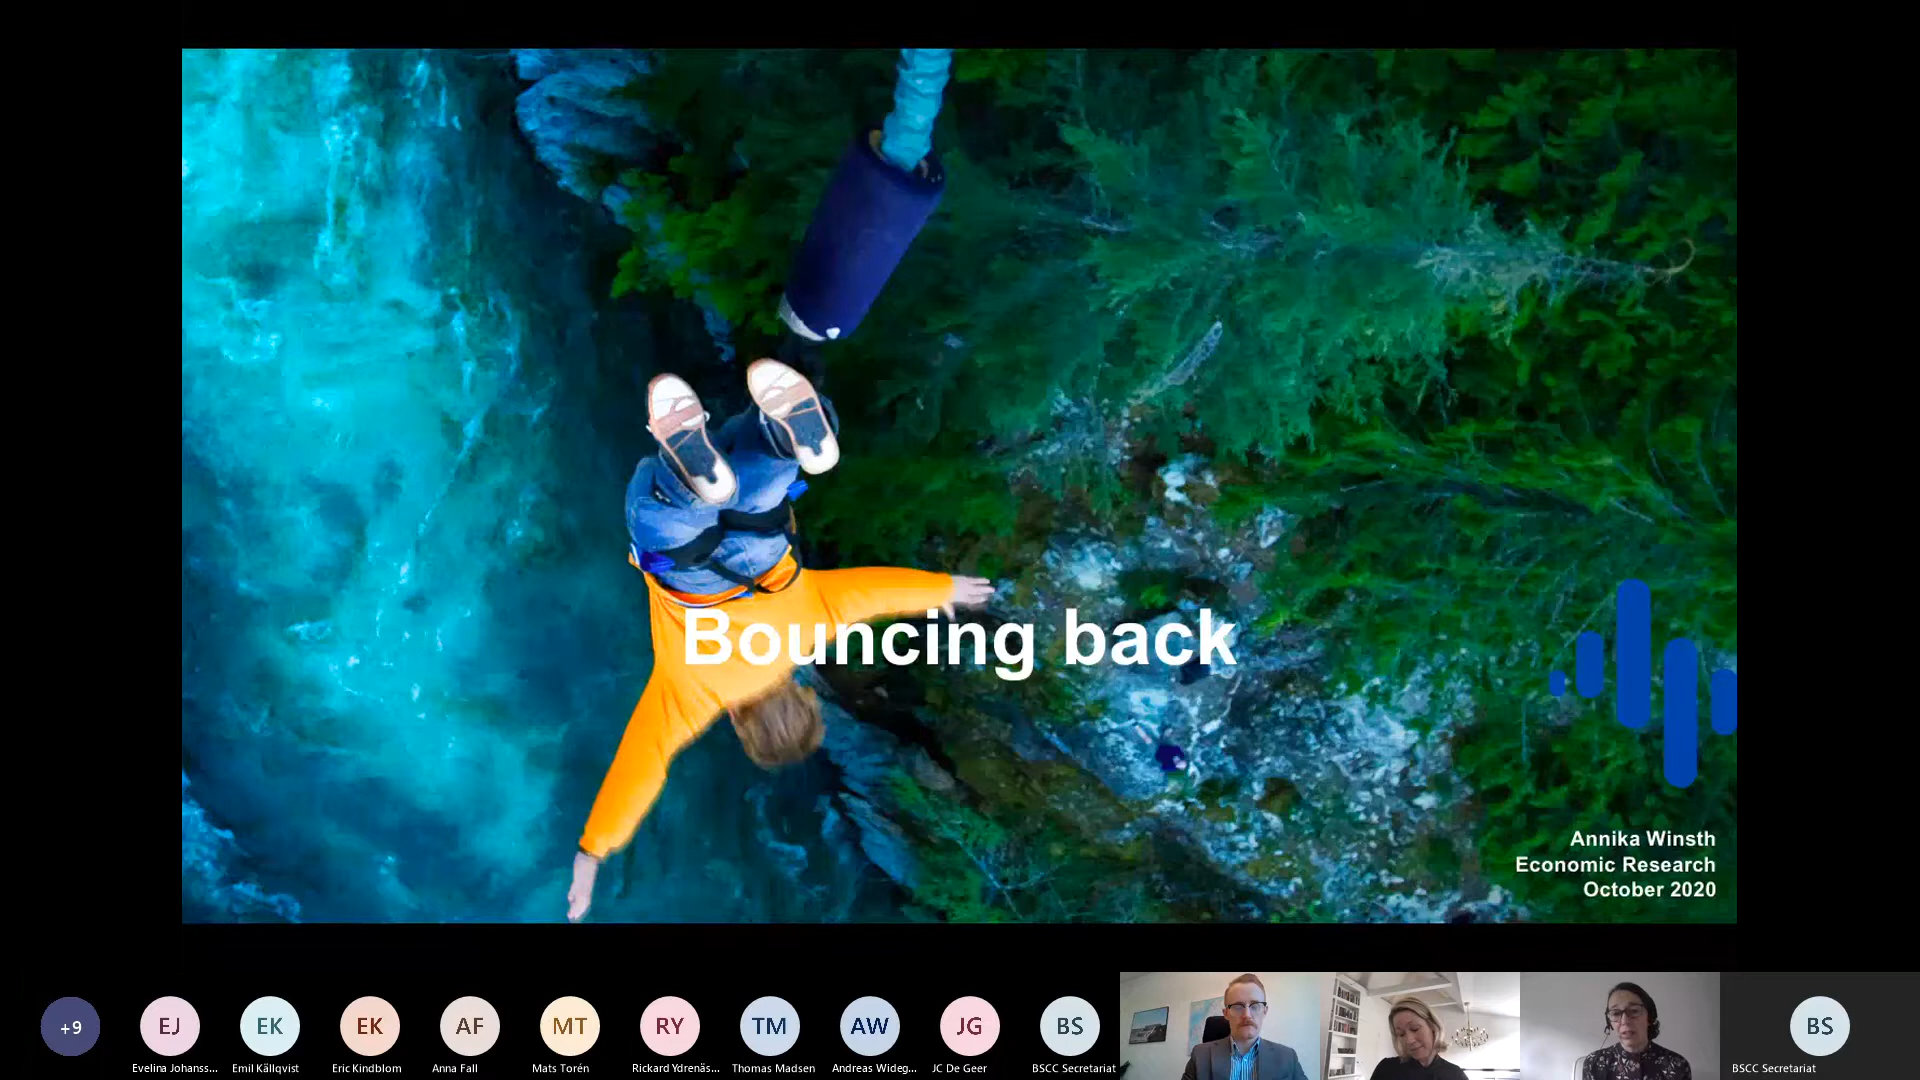 Bouncing back
Annika Winsth
Economic Research
October 2020
+9
EJ
EK
EK
AF
MT
RY
TM
AW
JG
BS
BS
Evelina Johanss...
Emil Källqvist
Eric Kindblom
Anna Fall
Mats Torén
Rickard Ydrenäs...
Thomas Madsen
Andreas Wideg...
JC De Geer
BSCC Secretariat
BSCC Secretariat